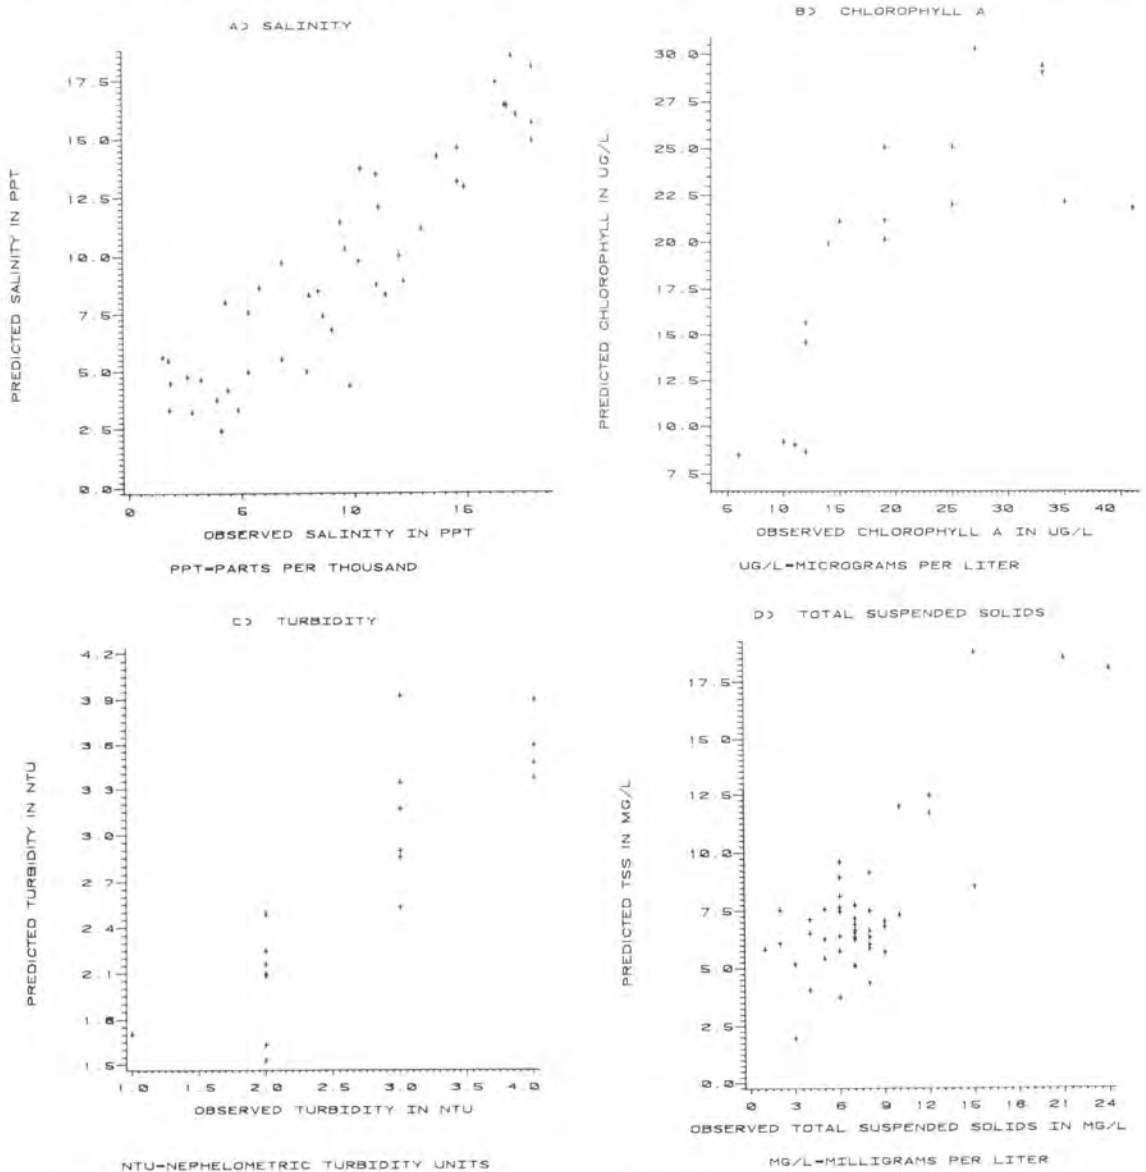 A) SALINITY
PREDICTED SALINITY IN PPT
17.5
15.0
12.5
10.0
7.5
5.0
2.5
0.0
0 5 10 15
OBSERVED SALINITY IN PPT
PPT=PARTS PER THOUSAND
B) CHLOROPHYLL A
PREDICTED CHLOROPHYLL IN UG/L
30.0
27.5
25.0
22.5
20.0
17.5
15.0
12.5
10.0
7.5
5 10 15 20 25 30 35 40
OBSERVED CHLOROPHYLL A IN UG/L
UG/L=MICROGRAMS PER LITER
C) TURBIDITY
PREDICTED TURBIDITY IN NTU
4.2
3.9
3.6
3.3
3.0
2.7
2.4
2.1
1.8
1.5
1.0 1.5 2.0 2.5 3.0 3.5 4.0
OBSERVED TURBIDITY IN NTU
NTU=NEPHELOMETRIC TURBIDITY UNITS
D) TOTAL SUSPENDED SOLIDS
PREDICTED TSS IN MG/L
17.5
15.0
12.5
10.0
7.5
5.0
2.5
0.0
0 3 6 9 12 15 18 21 24
OBSERVED TOTAL SUSPENDED SOLIDS IN MG/L
MG/L=MILLIGRAMS PER LITER